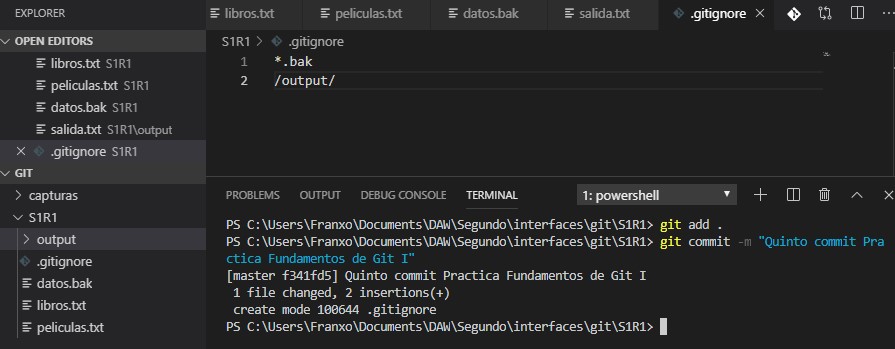 EXPLORER
libros.txt
peliculas.txt
datos.bak
salida.txt
.gitignore
OPEN EDITORS
libros.txt S1R1
peliculas.txt S1R1
datos.bak S1R1
salida.txt S1R1\output
.gitignore S1R1
GIT
capturas
S1R1
output
.gitignore
datos.bak
libros.txt
peliculas.txt
S1R1 > .gitignore
1 *.bak
2 /output/
PROBLEMS OUTPUT DEBUG CONSOLE TERMINAL 1: powershell
PS C:\Users\Franxo\Documents\DAW\Segundo\interfaces\git\S1R1> git add .
PS C:\Users\Franxo\Documents\DAW\Segundo\interfaces\git\S1R1> git commit -m "Quinto commit Pra
ctica Fundamentos de Git I"
[master f341fd5] Quinto commit Practica Fundamentos de Git I
1 file changed, 2 insertions(+)
create mode 100644 .gitignore
PS C:\Users\Franxo\Documents\DAW\Segundo\interfaces\git\S1R1>